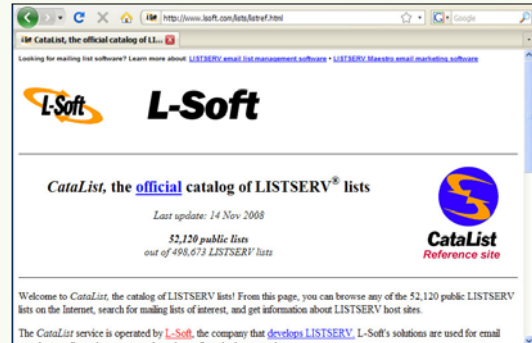 http://www.lsoft.com/lists/listref.html
Google
CataList, the official catalog of LI...
Looking for mailing list software? Learn more about LISTSERV email list management software • LISTSERV Maestro email marketing software
L-Soft
L-Soft
CataList, the official catalog of LISTSERV® lists
Last update: 14 Nov 2008
52,120 public lists
out of 498,673 LISTSERV lists
CataList
Reference site
Welcome to CataList, the catalog of LISTSERV lists! From this page, you can browse any of the 52,120 public LISTSERV
lists on the Internet, search for mailing lists of interest, and get information about LISTSERV host sites.
The CataList service is operated by L-Soft, the company that develops LISTSERV. L-Soft's solutions are used for email